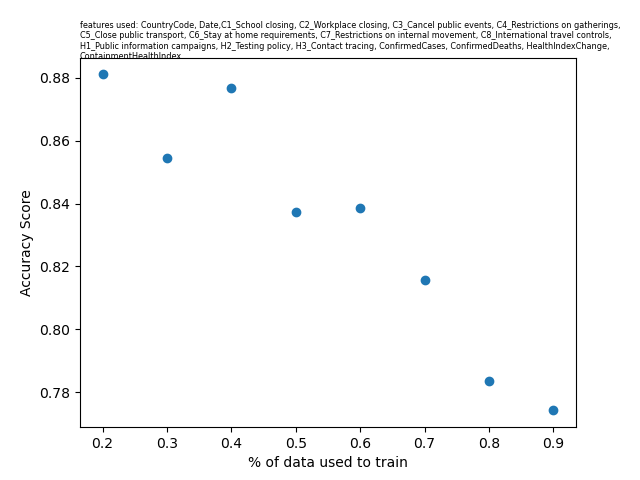 features used: CountryCode, Date,C1_School closing, C2_Workplace closing, C3_Cancel public events, C4_Restrictions on gatherings,
C5_Close public transport, C6_Stay at home requirements, C7_Restrictions on internal movement, C8_International travel controls,
H1_Public information campaigns, H2_Testing policy, H3_Contact tracing, ConfirmedCases, ConfirmedDeaths, HealthIndexChange,
ContainmentHealthIndex
0.88
0.86
0.84
0.82
0.80
0.78
Accuracy Score
0.2 0.3 0.4 0.5 0.6 0.7 0.8 0.9
% of data used to train